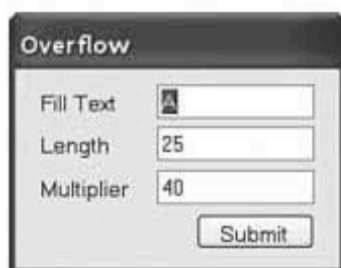 Overflow
Fill Text A
Length 25
Multiplier 40
Submit